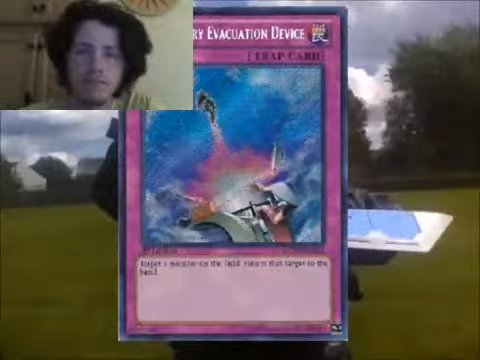 RY EVACUATION DEVICE
[ TRAP CARD ]
Target 1 monster on the field; return that target to the
hand.